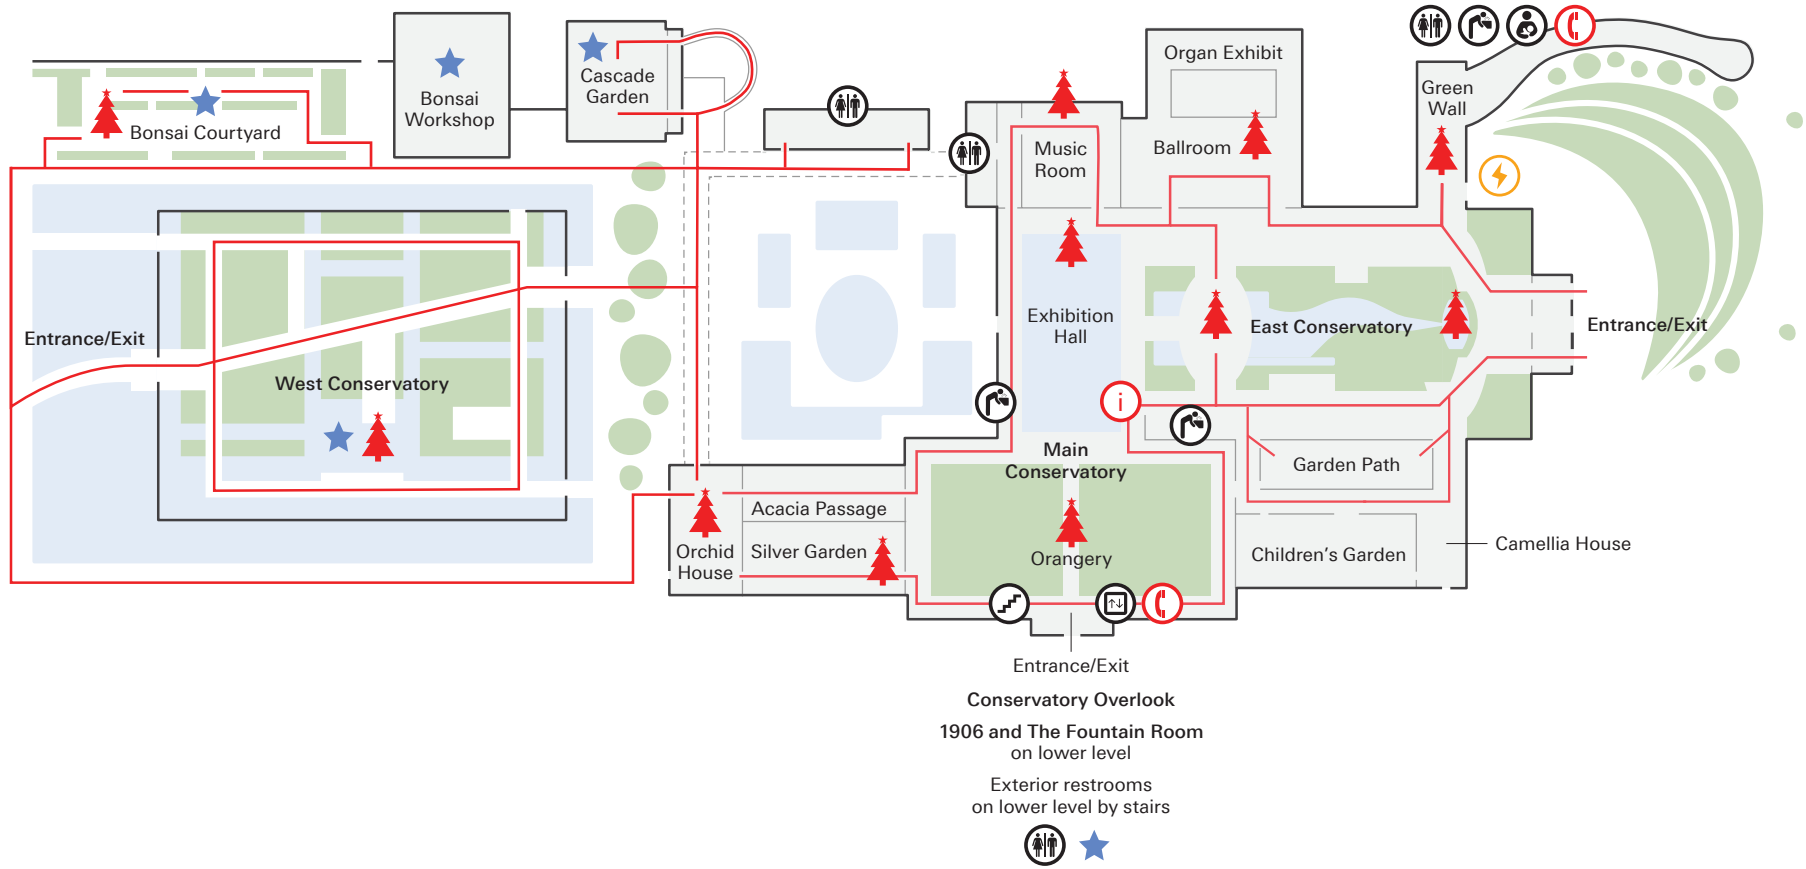 Organ Exhibit
Cascade
Garden
Green
Wall
Bonsai
Workshop
Bonsai Courtyard
Music
Room
Ballroom
Entrance/Exit
Exhibition
Hall
East Conservatory
Entrance/Exit
West Conservatory
i
Main
Conservatory
Garden Path
Acacia Passage
Orchid
House
Silver Garden
Orangery
Children's Garden
Camellia House
Entrance/Exit
Conservatory Overlook
1906 and The Fountain Room
on lower level
Exterior restrooms
on lower level by stairs